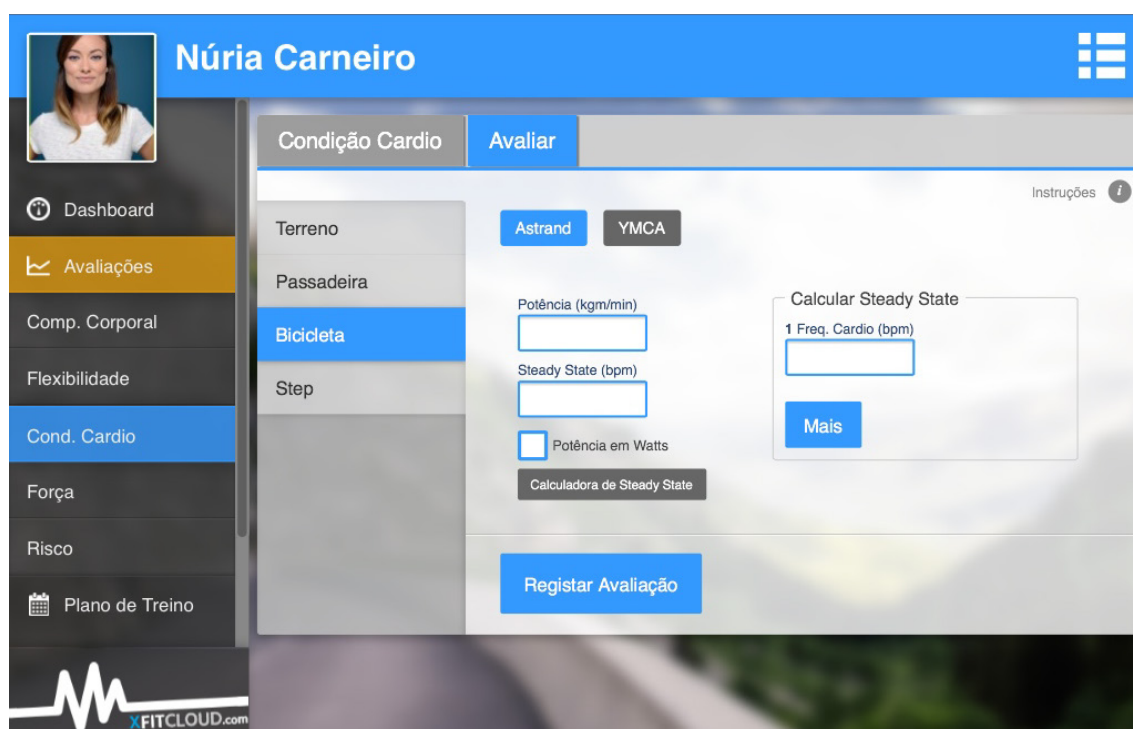 Núria Carneiro
Condição Cardio
Avaliar
Instruções
Dashboard
Avaliações
Comp. Corporal
Flexibilidade
Cond. Cardio
Força
Risco
Plano de Treino
XFITCLOUD.com
Terreno
Passadeira
Bicicleta
Step
Astrand
YMCA
Potência (kgm/min)
Steady State (bpm)
Potência em Watts
Calculadora de Steady State
Calcular Steady State
1 Freq. Cardio (bpm)
Mais
Registar Avaliação